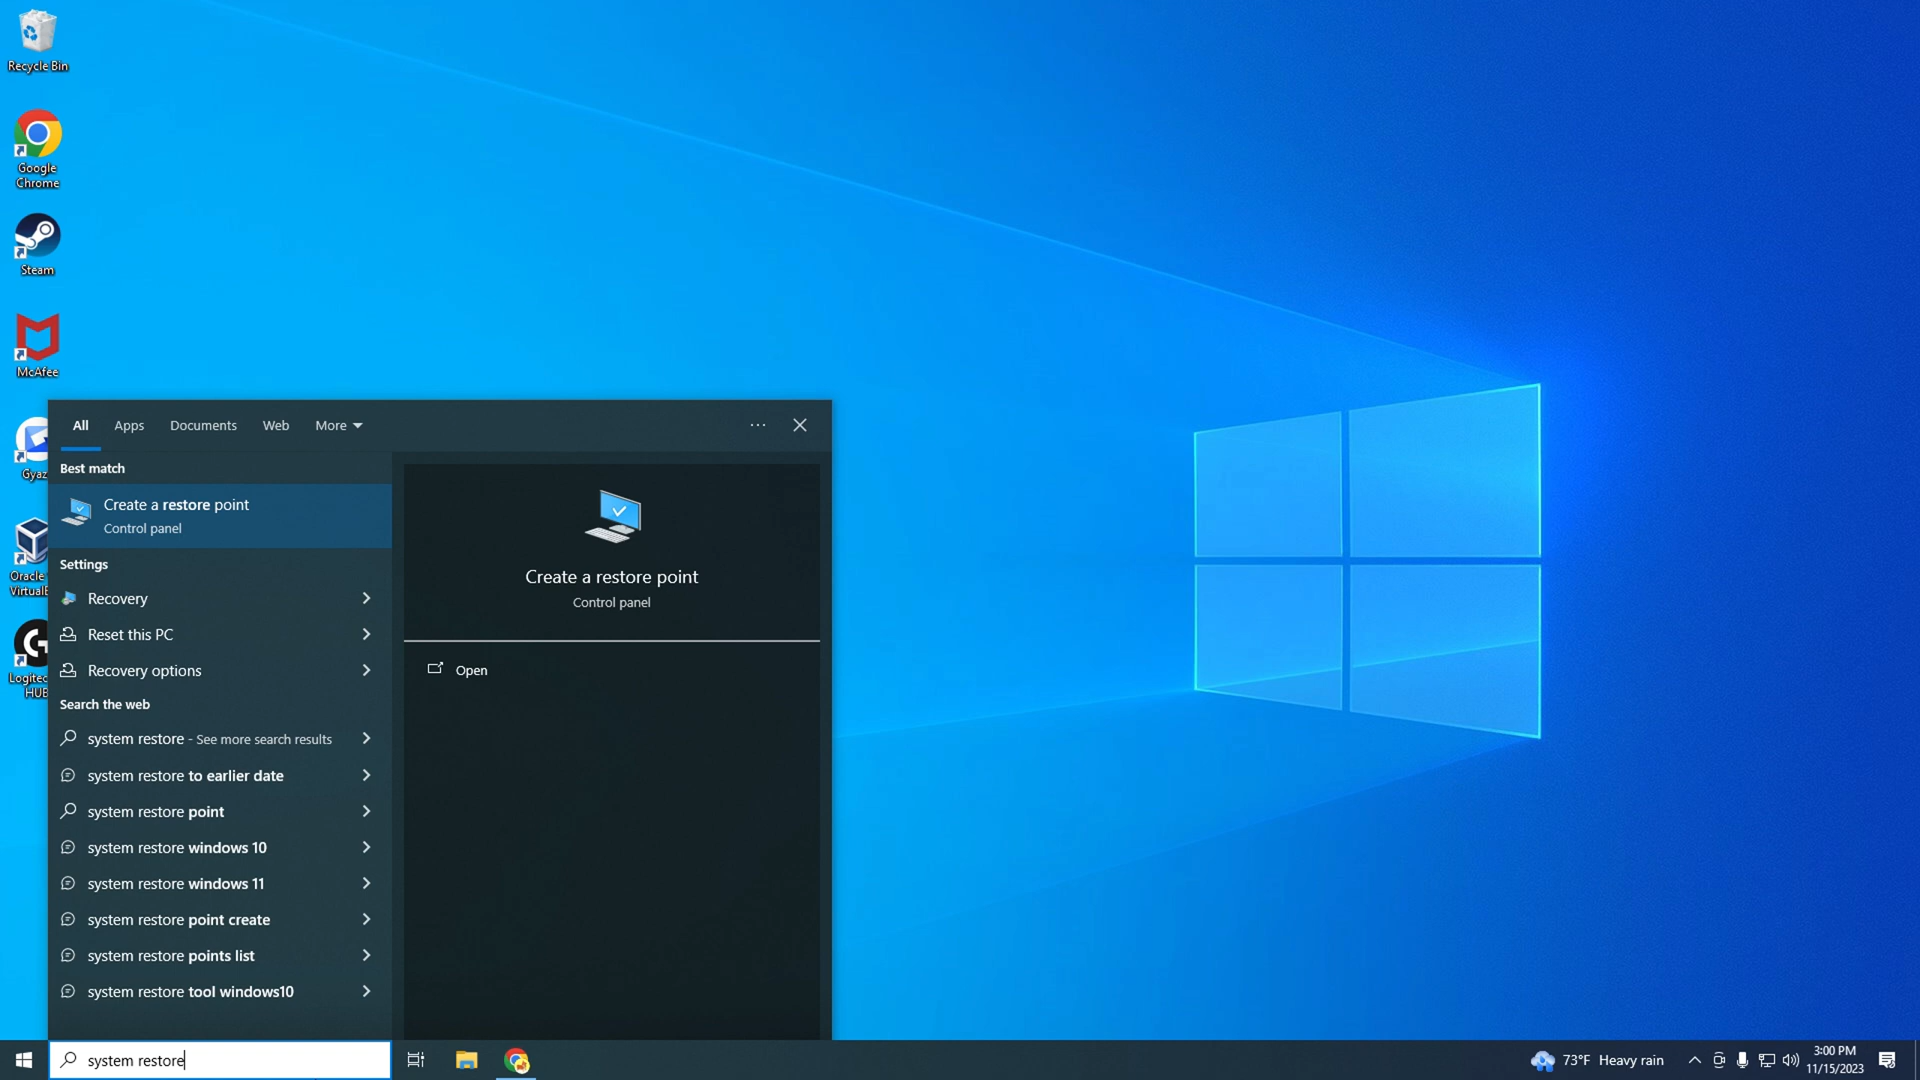 Recycle Bin
Google
Chrome
Steam
McAfee
Gyaz
Oracle
VirtualB
Logitec
HUB
All Apps Documents Web More
Best match
Create a restore point
Control panel
Settings
Recovery
Reset this PC
Recovery options
Search the web
system restore - See more search results
system restore to earlier date
system restore point
system restore windows 10
system restore windows 11
system restore point create
system restore points list
system restore tool windows10
Create a restore point
Control panel
Open
system restore
73°F Heavy rain
3:00 PM
11/15/2023